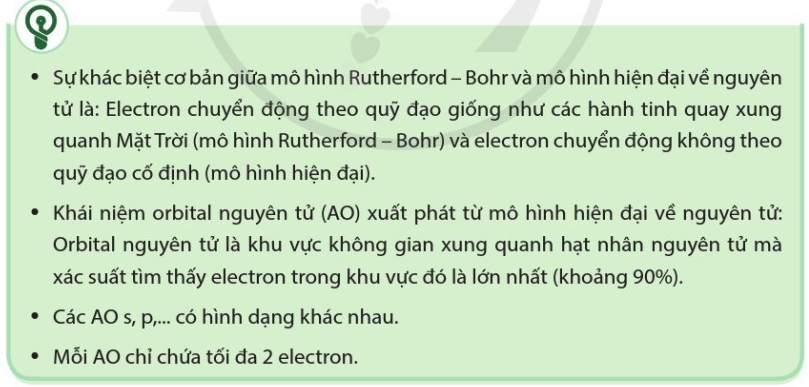 • Sự khác biệt cơ bản giữa mô hình Rutherford – Bohr và mô hình hiện đại về nguyên
tử là: Electron chuyển động theo quỹ đạo giống như các hành tinh quay xung
quanh Mặt Trời (mô hình Rutherford – Bohr) và electron chuyển động không theo
quỹ đạo cố định (mô hình hiện đại).
• Khái niệm orbital nguyên tử (AO) xuất phát từ mô hình hiện đại về nguyên tử:
Orbital nguyên tử là khu vực không gian xung quanh hạt nhân nguyên tử mà
xác suất tìm thấy electron trong khu vực đó là lớn nhất (khoảng 90%).
• Các AO s, p,... có hình dạng khác nhau.
• Mỗi AO chỉ chứa tối đa 2 electron.